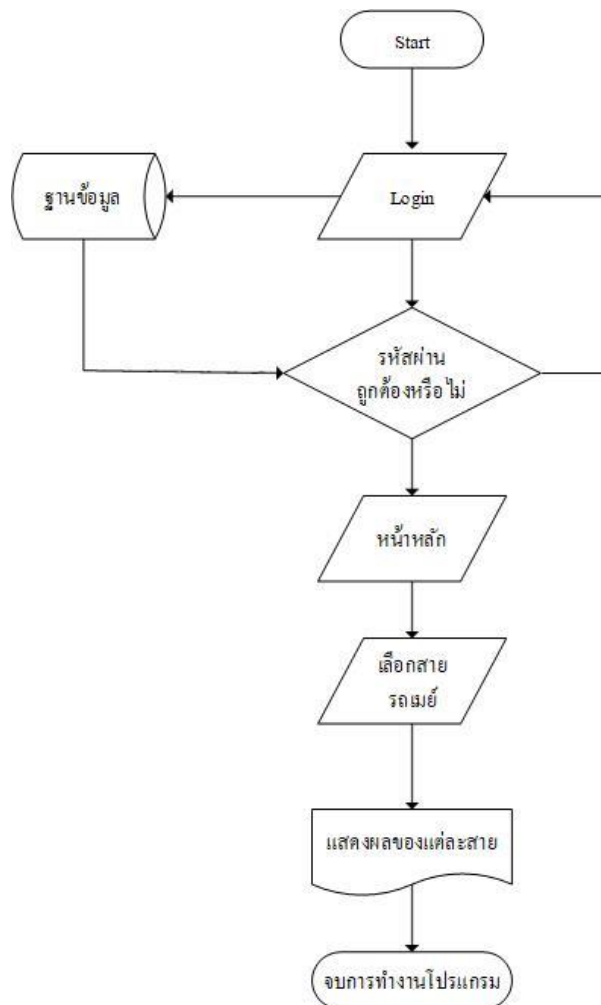 Start
ฐานข้อมูล
Login
รหัสผ่าน
ถูกต้องหรือไม่
หน้าหลัก
เลือกสาย
รถเมย์
แสดงผลของแต่ละสาย
จบการทำงานโปรแกรม